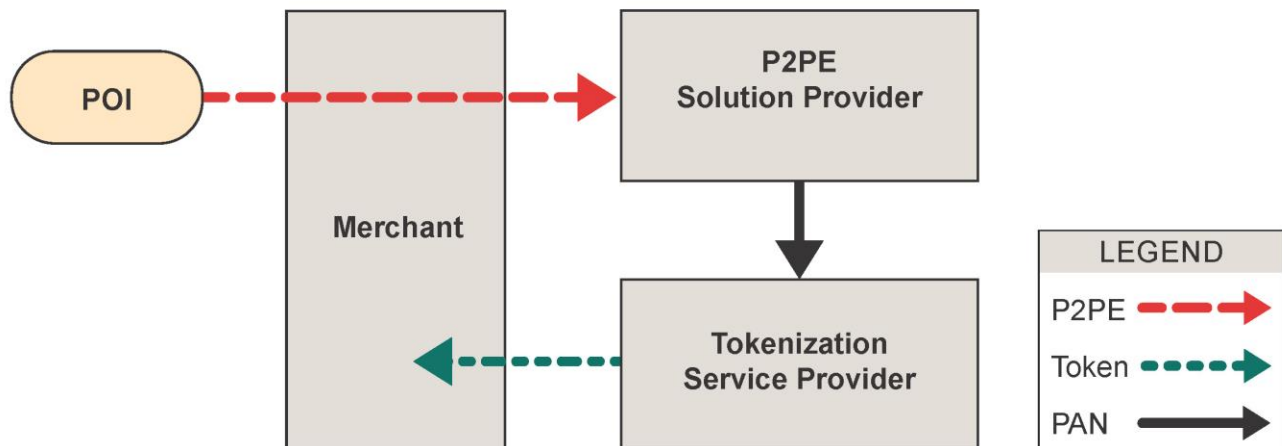 POI
P2PE
Solution Provider
Merchant
Tokenization
Service Provider
LEGEND
P2PE
Token
PAN